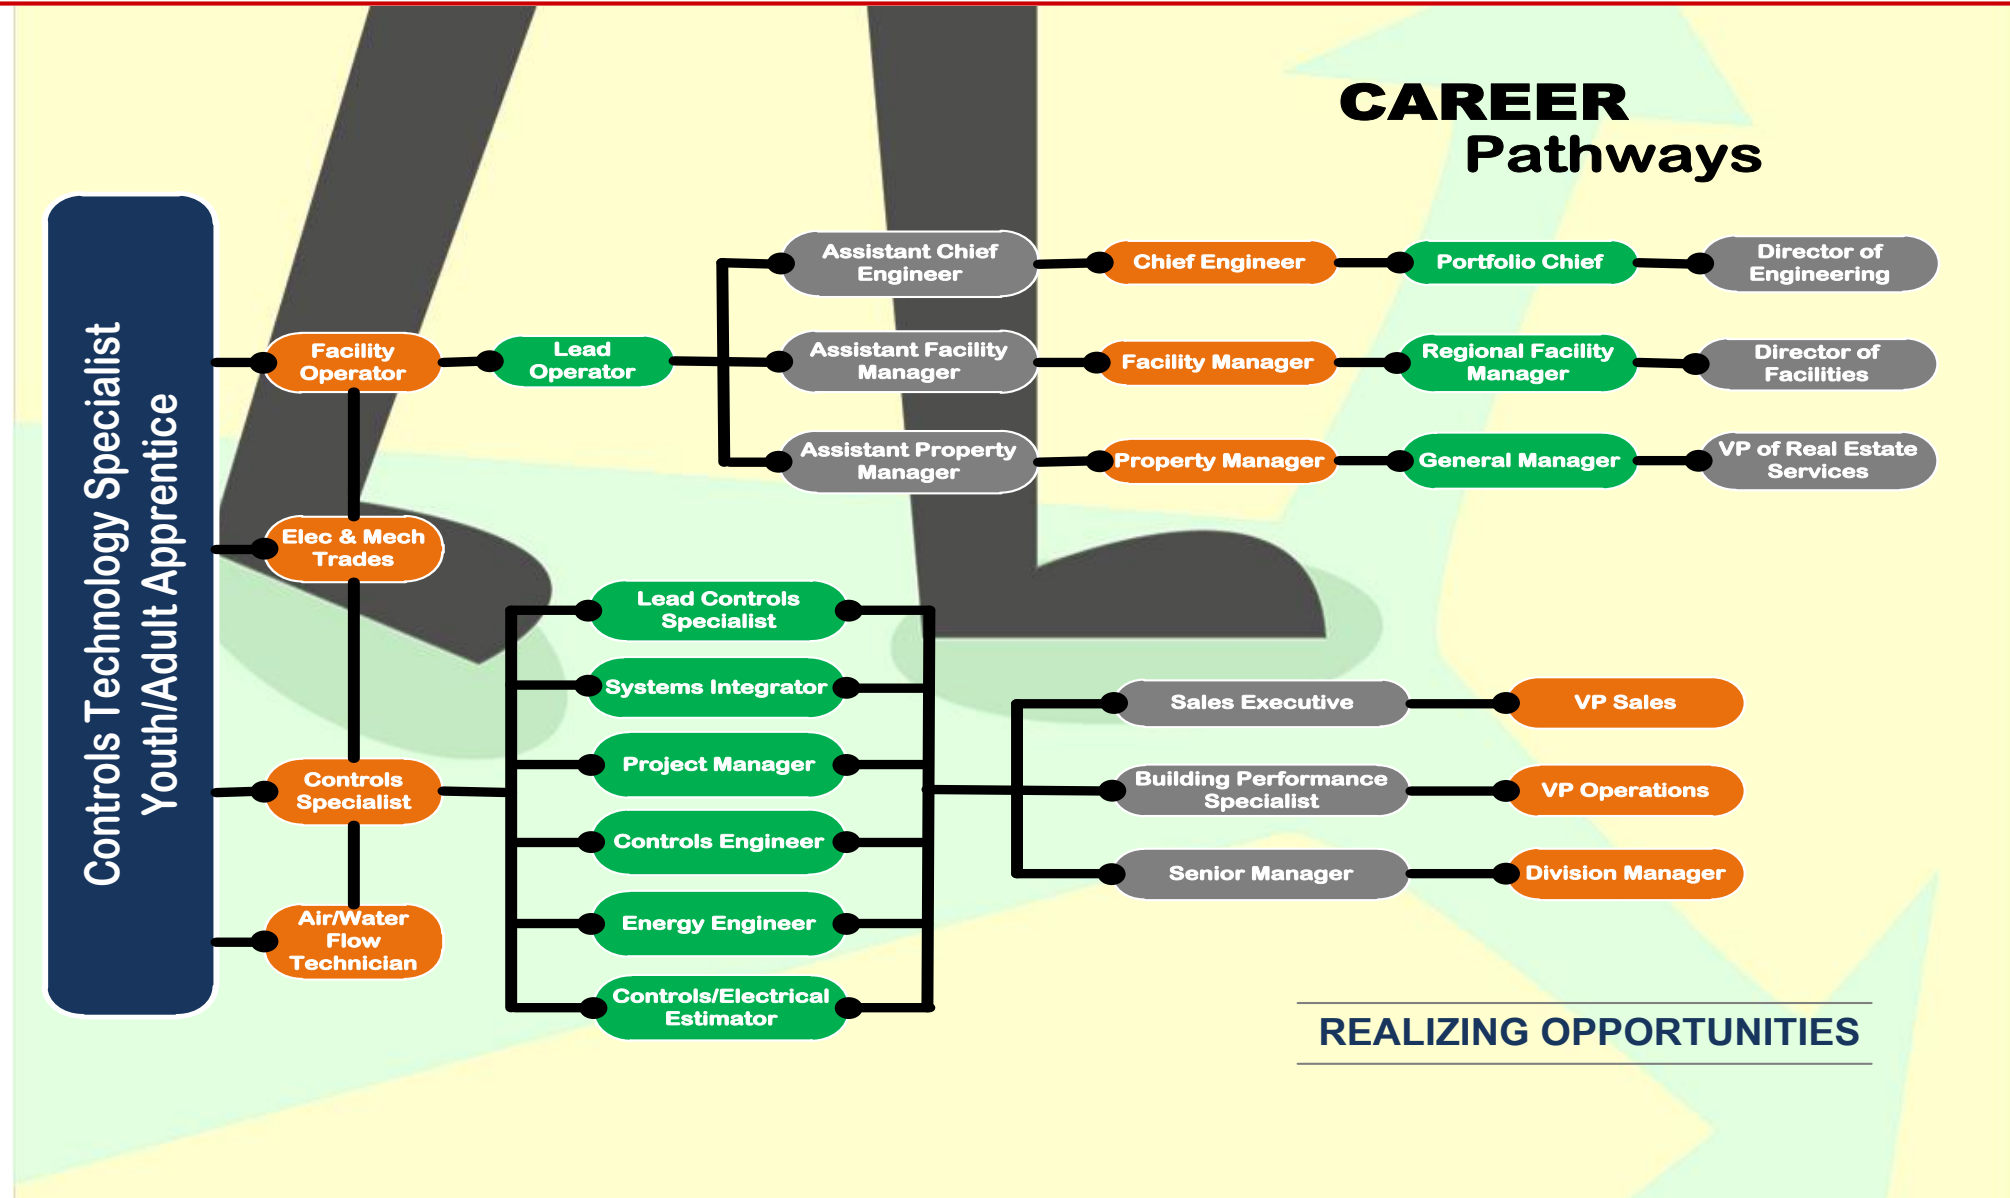 CAREER
Pathways
Controls Technology Specialist
Youth/Adult Apprentice
Facility
Operator
Lead
Operator
Assistant Chief
Engineer
Chief Engineer
Portfolio Chief
Director of
Engineering
Assistant Facility
Manager
Facility Manager
Regional Facility
Manager
Director of
Facilities
Assistant Property
Manager
Property Manager
General Manager
VP of Real Estate
Services
Elec & Mech
Trades
Controls
Specialist
Air/Water
Flow
Technician
Lead Controls
Specialist
Systems Integrator
Project Manager
Controls Engineer
Energy Engineer
Controls/Electrical
Estimator
Sales Executive
VP Sales
Building Performance
Specialist
VP Operations
Senior Manager
Division Manager
REALIZING OPPORTUNITIES